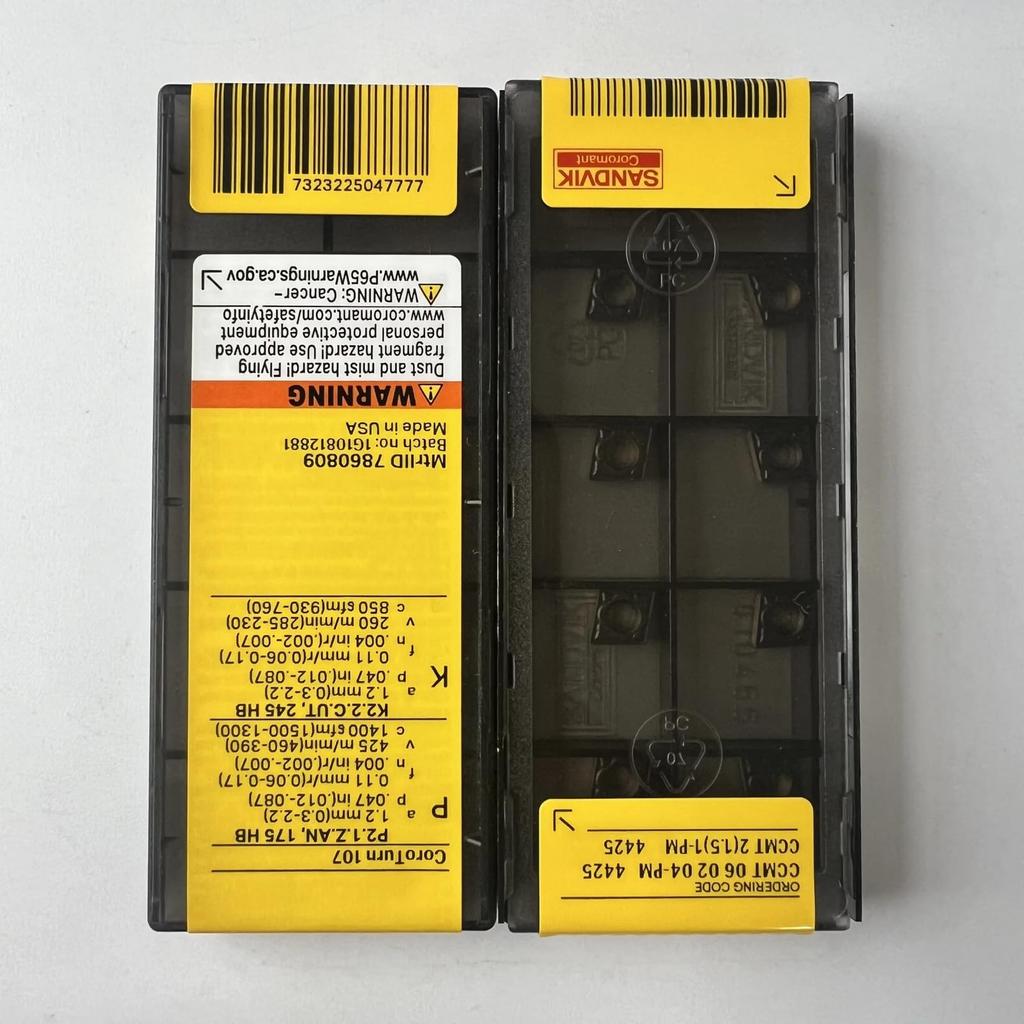 7323225047777
CoroTurn 107
P2.1.Z.AN, 175 HB
P
a 1.2 mm(0.3-2.2)
p .047 in(.012-.087)
f 0.11 mm/r(0.06-0.17)
n .004 in/r(.002-.007)
v 425 m/min(460-390)
c 1400 sfm(1500-1300)
K2.2.C.UT, 245 HB
K
a 1.2 mm(0.3-2.2)
p .047 in(.012-.087)
f 0.11 mm/r(0.06-0.17)
n .004 in/r(.002-.007)
v 260 m/min(285-230)
c 850 sfm(930-760)
MtrlID 7860809
Batch no: 1G10812881
Made in USA
⚠ WARNING
Dust and mist hazard! Flying
fragment hazard! Use approved
personal protective equipment
www.coromant.com/safetyinfo
⚠ WARNING: Cancer–
www.P65Warnings.ca.gov
ORDERING CODE
CCMT 06 02 04-PM 4425
CCMT 2(1.5)1-PM 4425
07
PC
07
PC
SANDVIK
Coromant